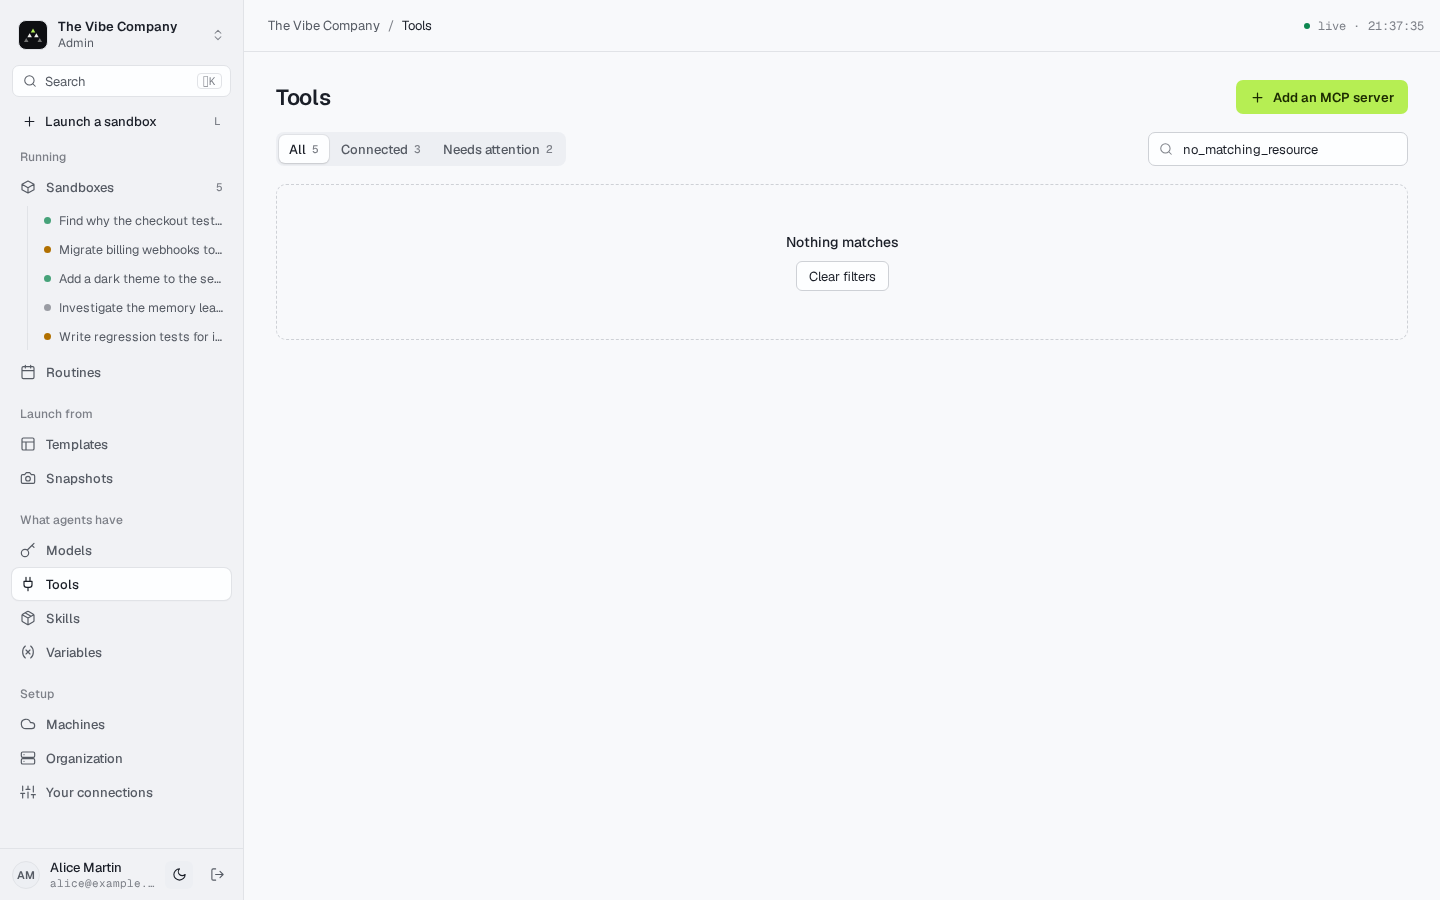 The Vibe Company
Admin
Search
K
Launch a sandbox L
Running
Sandboxes 5
Find why the checkout test…
Migrate billing webhooks to…
Add a dark theme to the se…
Investigate the memory lea…
Write regression tests for i…
Routines
Launch from
Templates
Snapshots
What agents have
Models
Tools
Skills
Variables
Setup
Machines
Organization
Your connections
AM
Alice Martin
alice@example.…
The Vibe Company / Tools
live · 21:37:35
Tools
Add an MCP server
All 5 Connected 3 Needs attention 2
no_matching_resource
Nothing matches
Clear filters